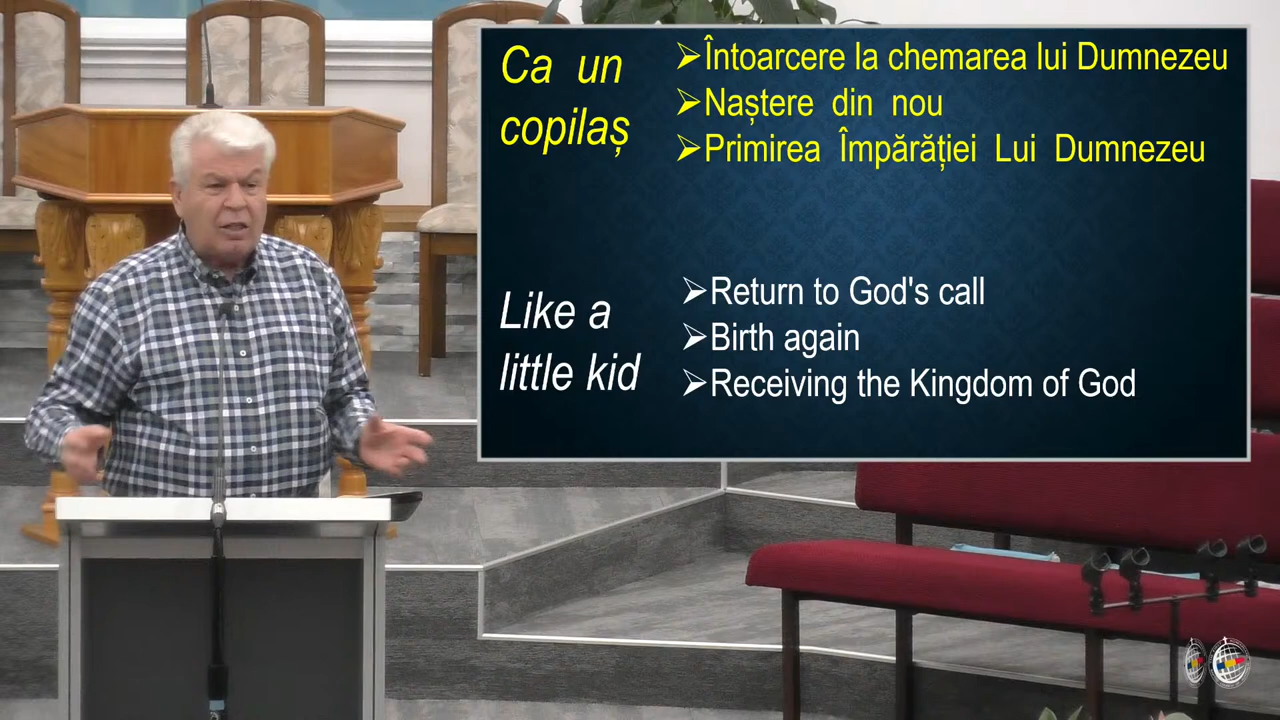 Ca un
copilaș
Întoarcere la chemarea lui Dumnezeu
Naștere din nou
Primirea Împărăției Lui Dumnezeu
Like a
little kid
Return to God's call
Birth again
Receiving the Kingdom of God